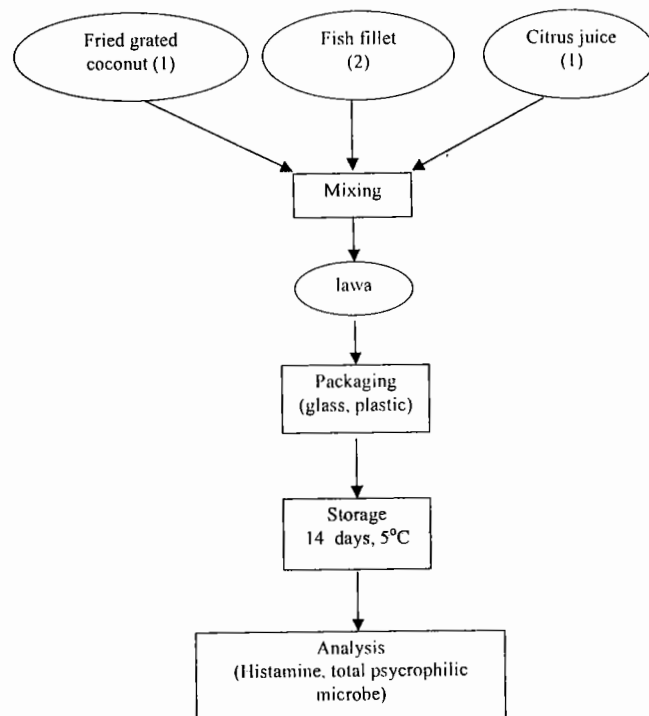 Fried grated
coconut (1)
Fish fillet
(2)
Citrus juice
(1)
Mixing
lawa
Packaging
(glass, plastic)
Storage
14 days, 5°C
Analysis
(Histamine, total psycrophilic
microbe)